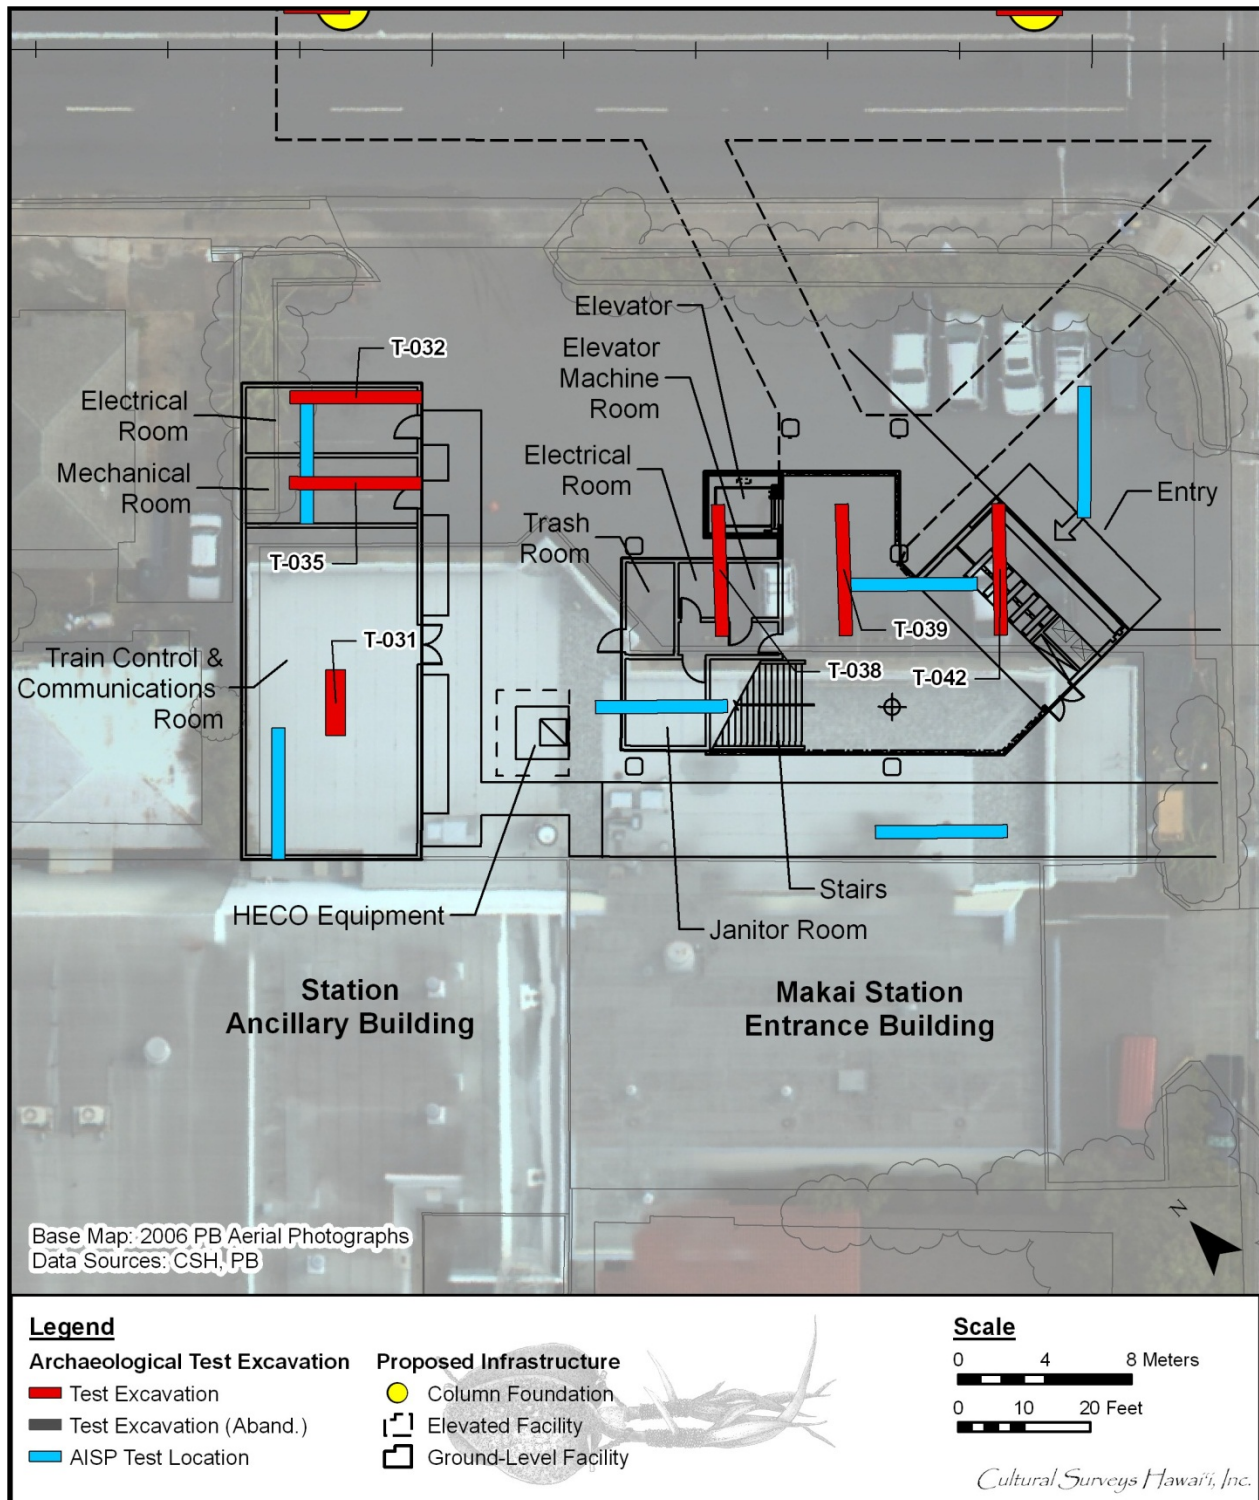 Elevator
Elevator
Machine
Room
T-032
Electrical
Room
Mechanical
Room
Electrical
Room
Trash
Room
Entry
T-035
T-031
Train Control &
Communications
Room
T-039
T-038
T-042
HECO Equipment
Stairs
Janitor Room
Station
Ancillary Building
Makai Station
Entrance Building
N
Base Map: 2006 PB Aerial Photographs
Data Sources: CSH, PB
Legend
Archaeological Test Excavation
Test Excavation
Test Excavation (Aband.)
AISP Test Location
Proposed Infrastructure
Column Foundation
Elevated Facility
Ground-Level Facility
Scale
0 4 8 Meters
0 10 20 Feet
Cultural Surveys Hawai'i, Inc.